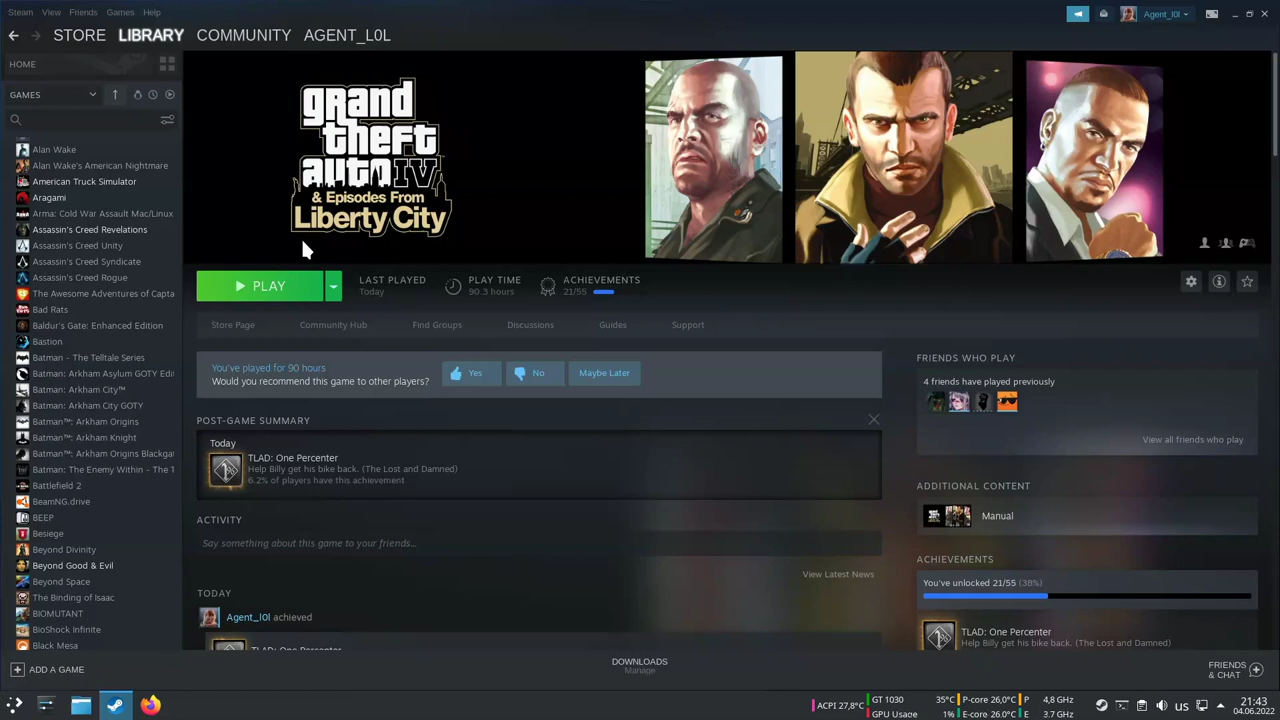 Steam View Friends Games Help
Agent_l0l
STORE LIBRARY COMMUNITY AGENT_L0L
HOME
GAMES
Alan Wake
Alan Wake's American Nightmare
American Truck Simulator
Aragami
Arma: Cold War Assault Mac/Linux
Assassin's Creed Revelations
Assassin's Creed Unity
Assassin's Creed Syndicate
Assassin's Creed Rogue
The Awesome Adventures of Capta
Bad Rats
Baldur's Gate: Enhanced Edition
Bastion
Batman - The Telltale Series
Batman: Arkham Asylum GOTY Edi
Batman: Arkham City™
Batman: Arkham City GOTY
Batman™: Arkham Origins
Batman™: Arkham Knight
Batman™: Arkham Origins Blackgat
Batman: The Enemy Within - The T
Battlefield 2
BeamNG.drive
BEEP
Besiege
Beyond Divinity
Beyond Good & Evil
Beyond Space
The Binding of Isaac
BIOMUTANT
BioShock Infinite
Black Mesa
grand
theft
auto IV
& Episodes From
Liberty City
PLAY
LAST PLAYED
Today
PLAY TIME
90.3 hours
ACHIEVEMENTS
21/55
Store Page Community Hub Find Groups Discussions Guides Support
You've played for 90 hours
Would you recommend this game to other players?
Yes No Maybe Later
POST-GAME SUMMARY
Today
TLAD: One Percenter
Help Billy get his bike back. (The Lost and Damned)
6.2% of players have this achievement
ACTIVITY
Say something about this game to your friends...
View Latest News
TODAY
Agent_l0l achieved
TLAD: One Percenter
FRIENDS WHO PLAY
4 friends have played previously
View all friends who play
ADDITIONAL CONTENT
Manual
ACHIEVEMENTS
You've unlocked 21/55 (38%)
TLAD: One Percenter
Help Billy get his bike back. (The Lost and Damned)
ADD A GAME
DOWNLOADS
Manage
FRIENDS
& CHAT
ACPI 27,8°C
GT 1030 35°C
GPU Usage 1%
P-core 26,0°C
E-core 26.0°C
P 4,8 GHz
E 3.7 GHz
us
21:43
04.06.2022